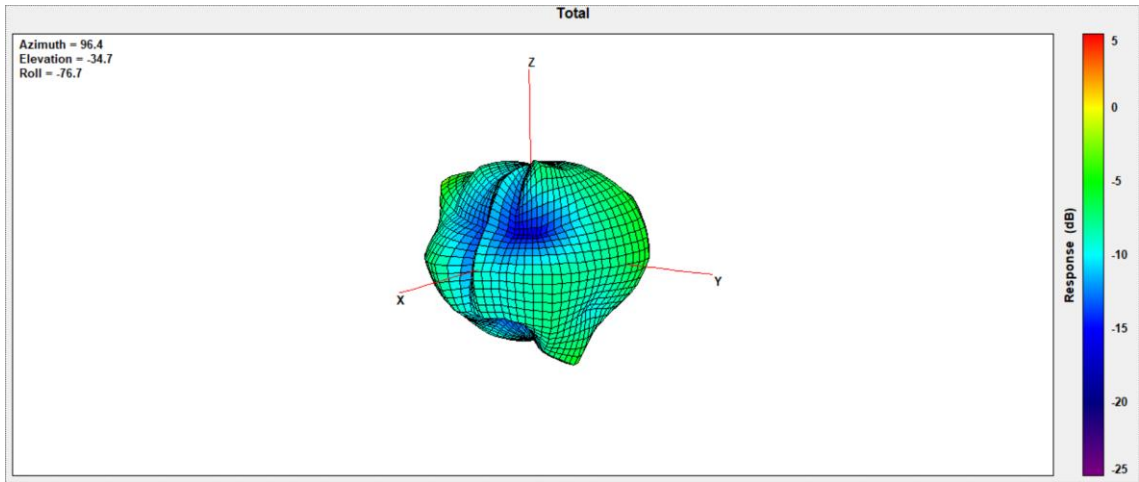 Total
Azimuth = 96.4
Elevation = -34.7
Roll = -76.7
Z
X
Y
5
0
-5
-10
-15
-20
-25
Response (dB)